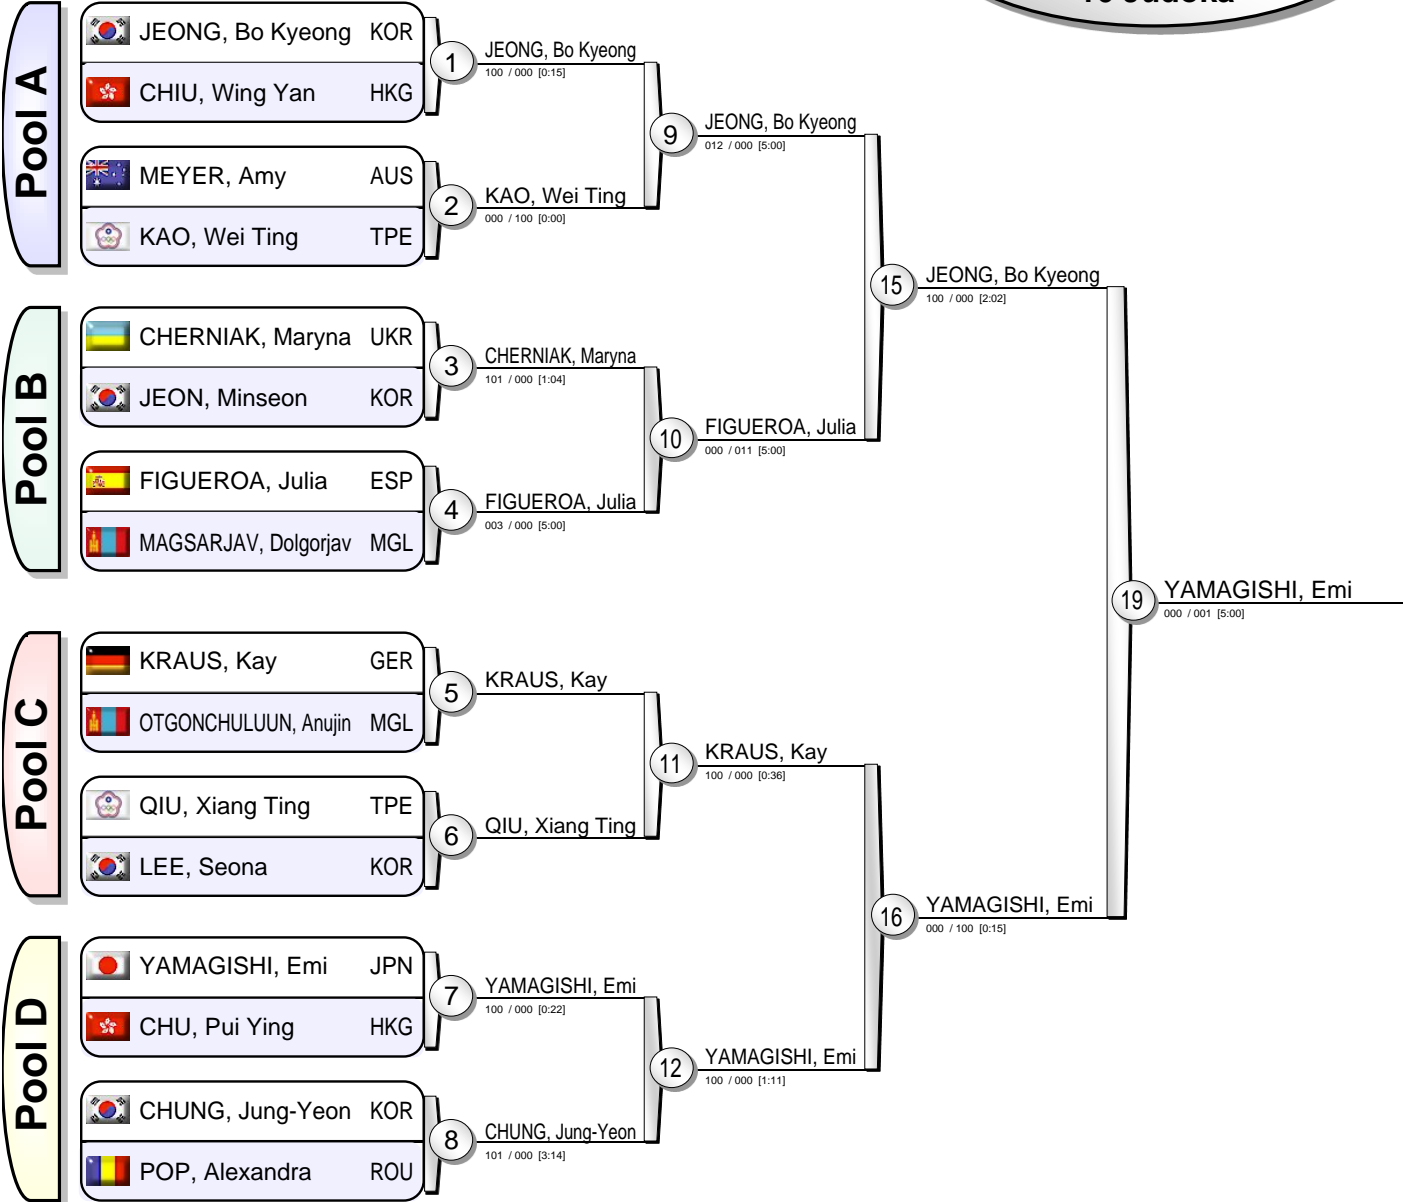 Pool A
JEONG, Bo Kyeong KOR
CHIU, Wing Yan HKG
MEYER, Amy AUS
KAO, Wei Ting TPE
1
JEONG, Bo Kyeong
100 / 000 [0:15]
2
KAO, Wei Ting
000 / 100 [0:00]
9
JEONG, Bo Kyeong
012 / 000 [5:00]
Pool B
CHERNIAK, Maryna UKR
JEON, Minseon KOR
FIGUEROA, Julia ESP
MAGSARJAV, Dolgorjav MGL
3
CHERNIAK, Maryna
101 / 000 [1:04]
4
FIGUEROA, Julia
003 / 000 [5:00]
10
FIGUEROA, Julia
000 / 011 [5:00]
15
JEONG, Bo Kyeong
100 / 000 [2:02]
Pool C
KRAUS, Kay GER
OTGONCHULUUN, Anujin MGL
QIU, Xiang Ting TPE
LEE, Seona KOR
5
KRAUS, Kay
6
QIU, Xiang Ting
11
KRAUS, Kay
100 / 000 [0:36]
Pool D
YAMAGISHI, Emi JPN
CHU, Pui Ying HKG
CHUNG, Jung-Yeon KOR
POP, Alexandra ROU
7
YAMAGISHI, Emi
100 / 000 [0:22]
8
CHUNG, Jung-Yeon
101 / 000 [3:14]
12
YAMAGISHI, Emi
100 / 000 [1:11]
16
YAMAGISHI, Emi
000 / 100 [0:15]
19
YAMAGISHI, Emi
000 / 001 [5:00]